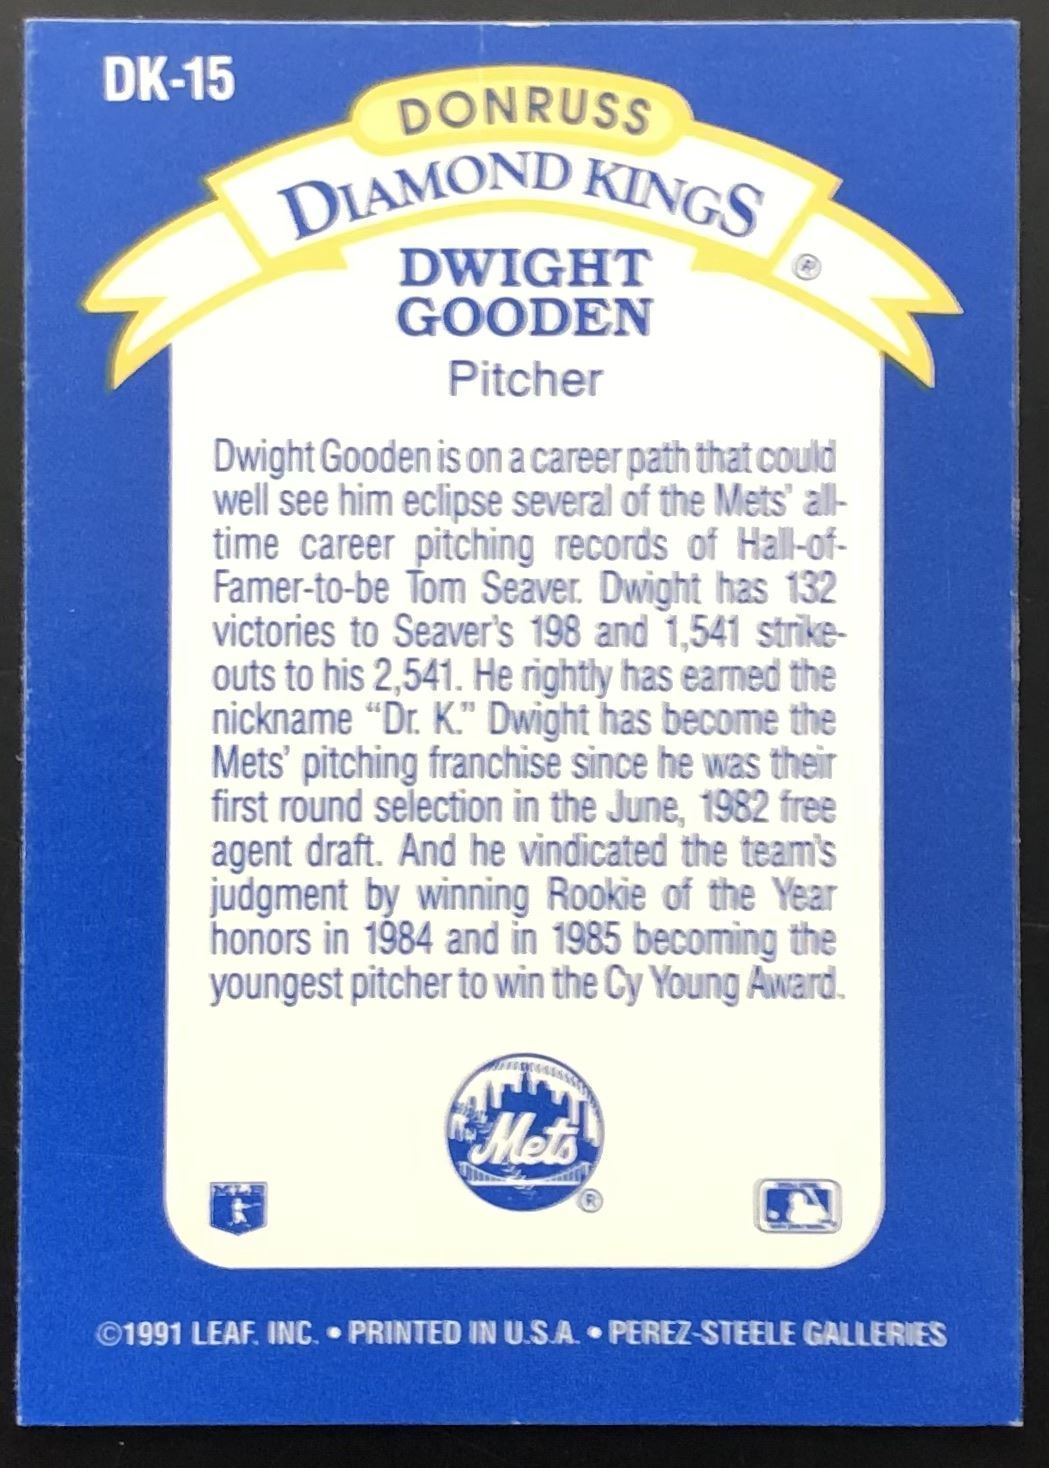 DK-15
DONRUSS
DIAMOND KINGS
®
DWIGHT
GOODEN
Pitcher
Dwight Gooden is on a career path that could
well see him eclipse several of the Mets' all-
time career pitching records of Hall-of-
Famer-to-be Tom Seaver. Dwight has 132
victories to Seaver's 198 and 1,541 strike-
outs to his 2,541. He rightly has earned the
nickname "Dr. K." Dwight has become the
Mets' pitching franchise since he was their
first round selection in the June, 1982 free
agent draft. And he vindicated the team's
judgment by winning Rookie of the Year
honors in 1984 and in 1985 becoming the
youngest pitcher to win the Cy Young Award.
Mets
®
©1991 LEAF, INC. • PRINTED IN U.S.A. • PEREZ-STEELE GALLERIES